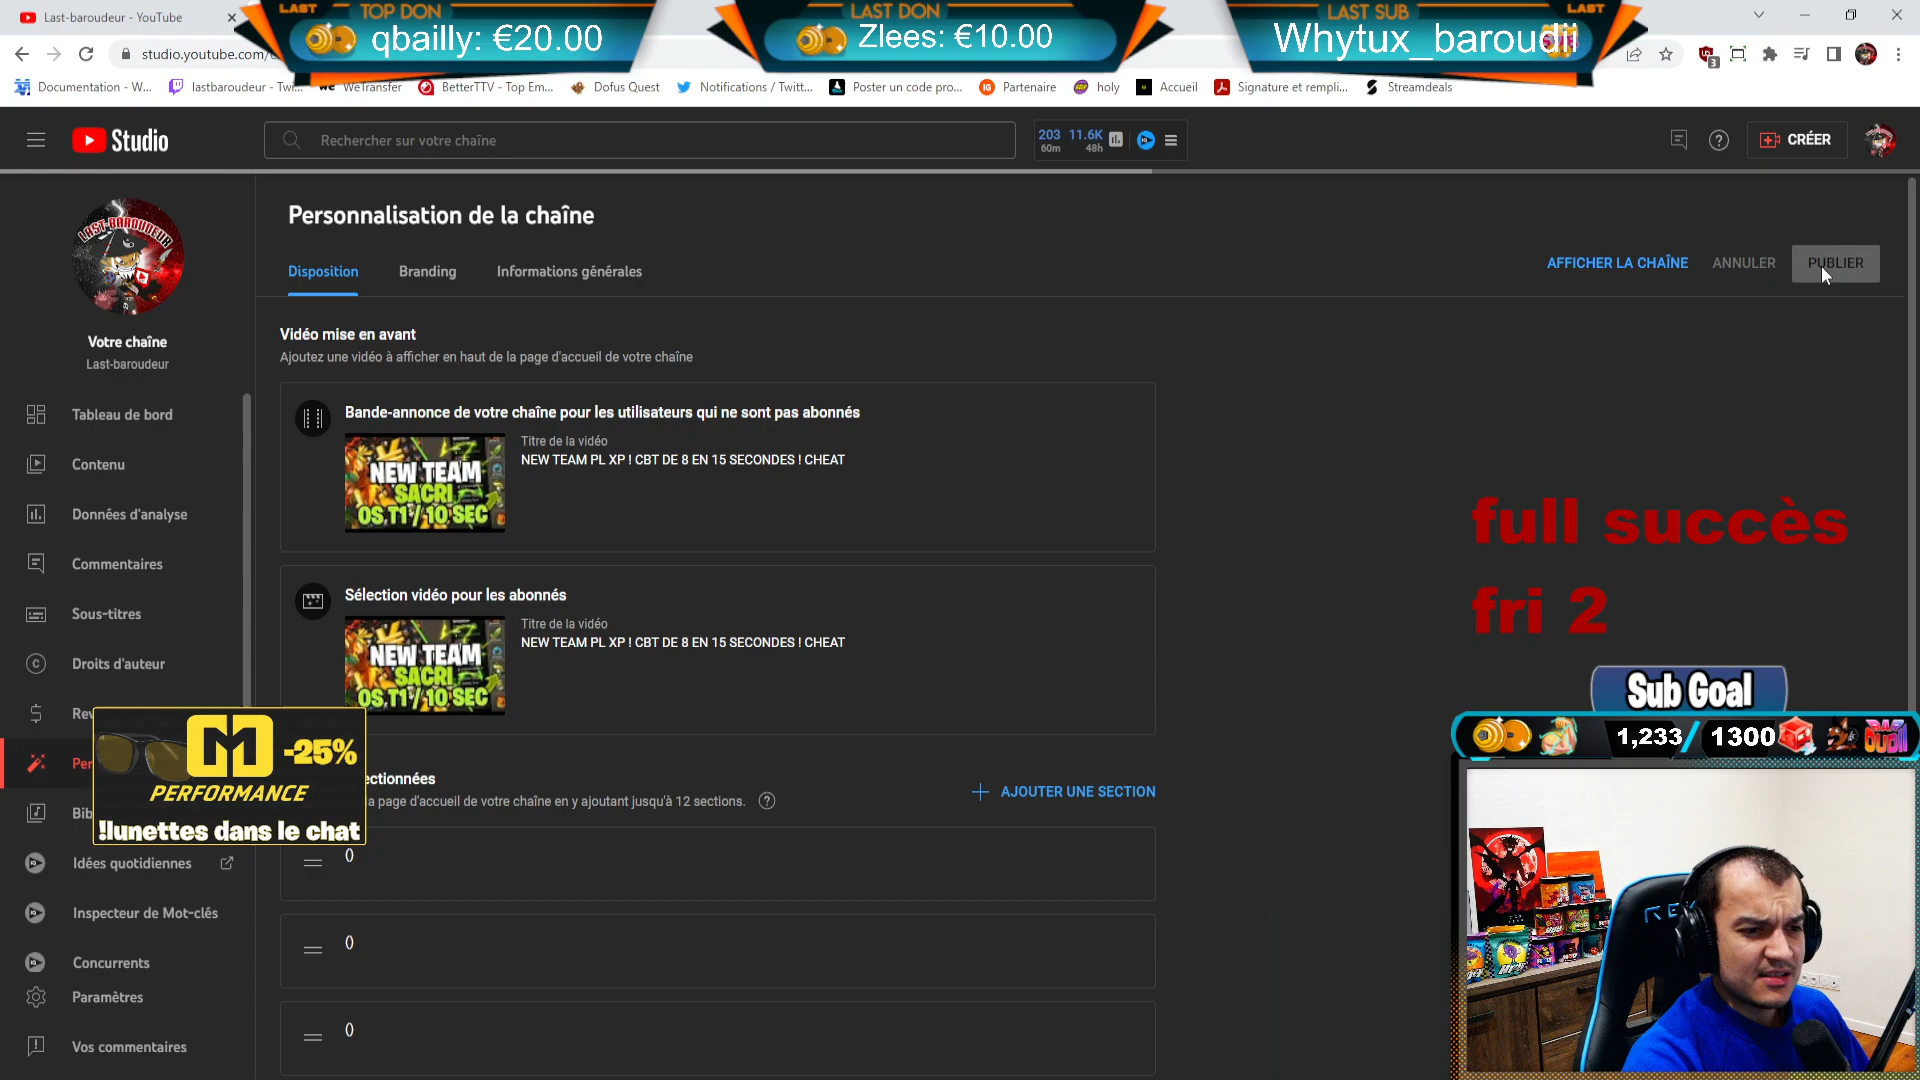 LAST TOP DON
qbailly: €20.00
LAST DON
Zlees: €10.00
LAST SUB LAST
Whytux_baroudii
Last-baroudeur - YouTube
studio.youtube.com/
3
Documentation - W...
lastbaroudeur - Twi...
WeTransfer
BetterTTV - Top Em...
Dofus Quest
Notifications / Twitt...
Poster un code pro...
Partenaire
holy
Accueil
Signature et rempli...
Streamdeals
Studio
Rechercher sur votre chaîne
203 11.6K
60m 48h
CRÉER
LAST-BAROUDEUR
Votre chaîne
Last-baroudeur
Tableau de bord
Contenu
Données d'analyse
Commentaires
Sous-titres
Droits d'auteur
Rev
Per
Bib
Idées quotidiennes
Inspecteur de Mot-clés
Concurrents
Paramètres
Vos commentaires
Personnalisation de la chaîne
Disposition
Branding
Informations générales
AFFICHER LA CHAÎNE
ANNULER
PUBLIER
Vidéo mise en avant
Ajoutez une vidéo à afficher en haut de la page d'accueil de votre chaîne
Bande-annonce de votre chaîne pour les utilisateurs qui ne sont pas abonnés
Titre de la vidéo
NEW TEAM PL XP ! CBT DE 8 EN 15 SECONDES ! CHEAT
NEW TEAM
SACRI
OS T1 / 10 SEC
Sélection vidéo pour les abonnés
Titre de la vidéo
NEW TEAM PL XP ! CBT DE 8 EN 15 SECONDES ! CHEAT
NEW TEAM
SACRI
OS T1 / 10 SEC
ectionnées
a page d'accueil de votre chaîne en y ajoutant jusqu'à 12 sections.
AJOUTER UNE SECTION
()
()
()
-25%
PERFORMANCE
!lunettes dans le chat
full succès
fri 2
Sub Goal
1,233 / 1300